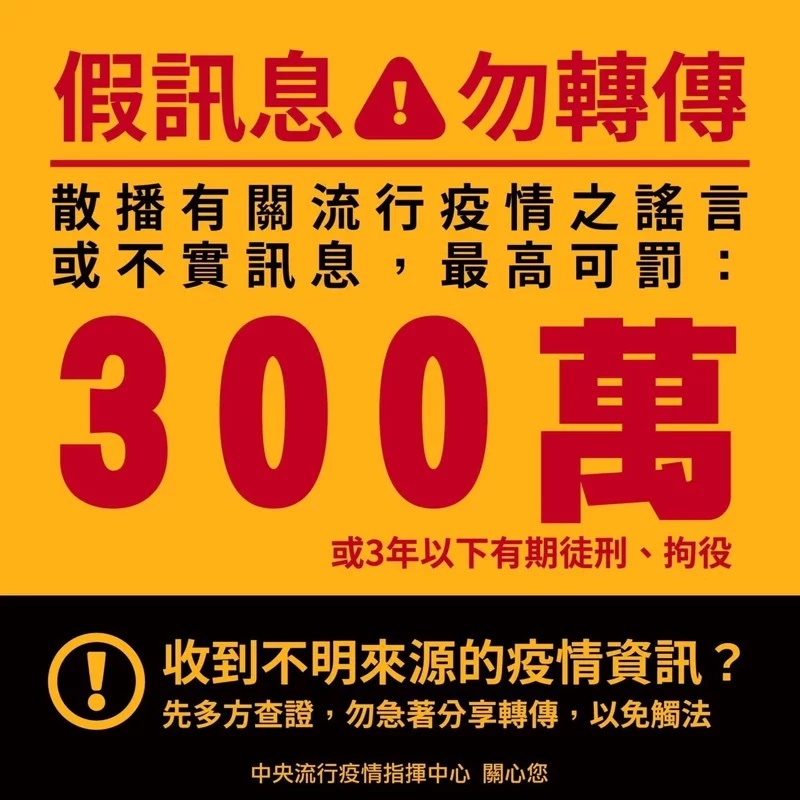 假訊息勿轉傳
散播有關流行疫情之謠言
或不實訊息，最高可罰：
300萬
或3年以下有期徒刑、拘役
收到不明來源的疫情資訊？
先多方查證，勿急著分享轉傳，以免觸法
中央流行疫情指揮中心 關心您